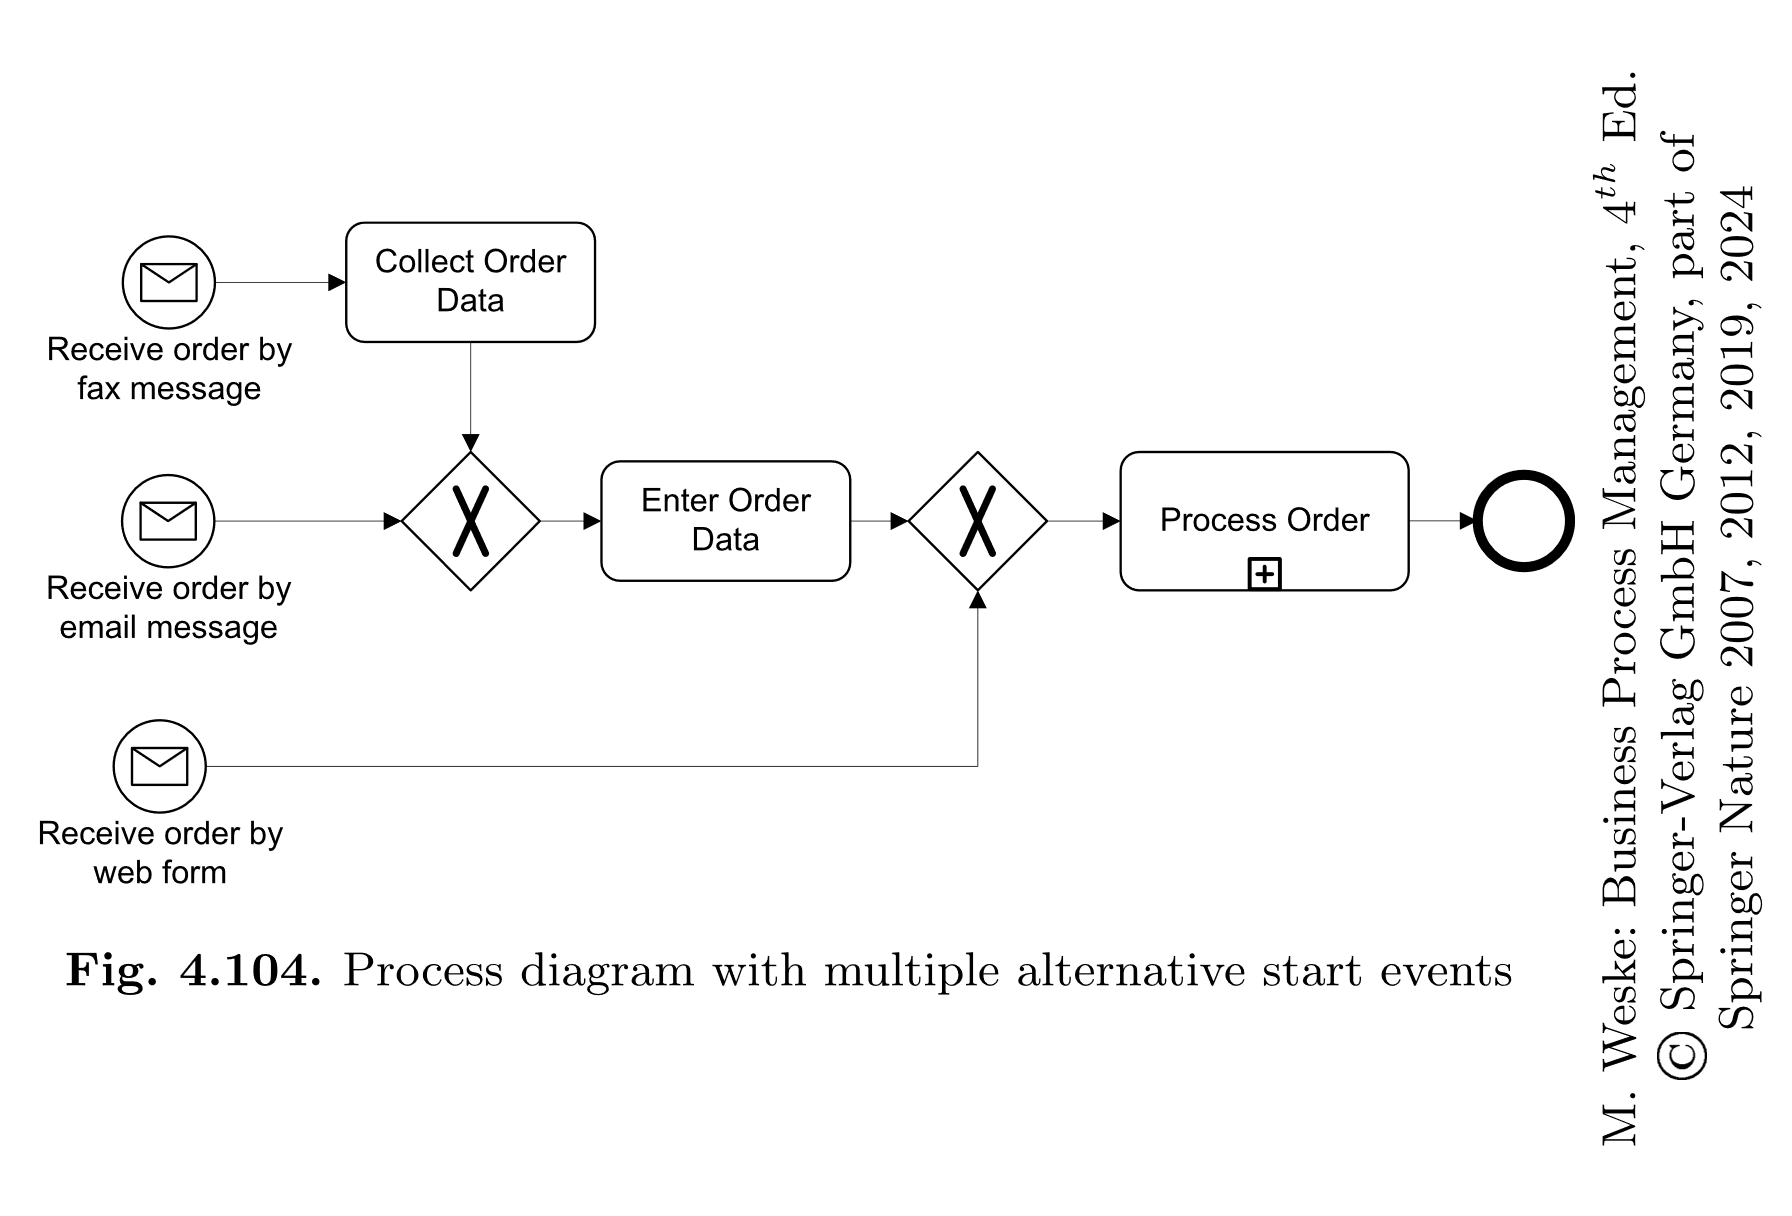 Collect Order
Data
Receive order by
fax message
Enter Order
Data
Process Order
Receive order by
email message
Receive order by
web form
Fig. 4.104. Process diagram with multiple alternative start events
M. Weske: Business Process Management, 4th Ed.
© Springer-Verlag GmbH Germany, part of
Springer Nature 2007, 2012, 2019, 2024